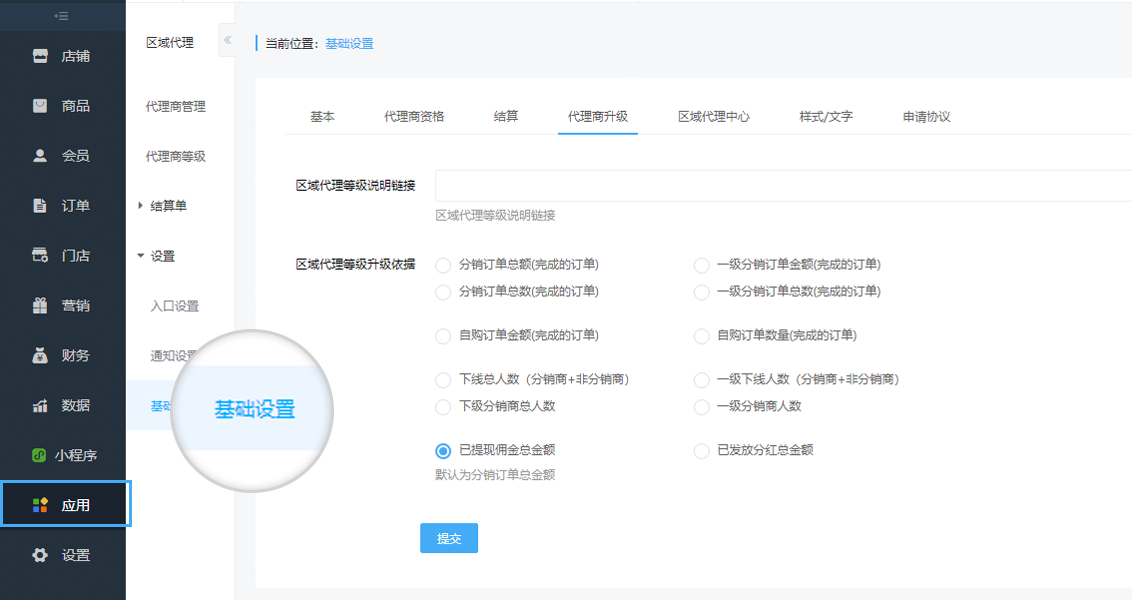 店铺
商品
会员
订单
门店
营销
财务
数据
小程序
应用
设置
区域代理
代理商管理
代理商等级
结算单
设置
入口设置
通知设置
基础
基础设置
当前位置：基础设置
基本 代理商资格 结算 代理商升级 区域代理中心 样式/文字 申请协议
区域代理等级说明链接
区域代理等级说明链接
区域代理等级升级依据
分销订单总额(完成的订单) 一级分销订单金额(完成的订单)
分销订单总数(完成的订单) 一级分销订单总数(完成的订单)
自购订单金额(完成的订单) 自购订单数量(完成的订单)
下线总人数（分销商+非分销商） 一级下线人数（分销商+非分销商）
下级分销商总人数 一级分销商人数
已提现佣金总金额 已发放分红总金额
默认为分销订单总金额
提交